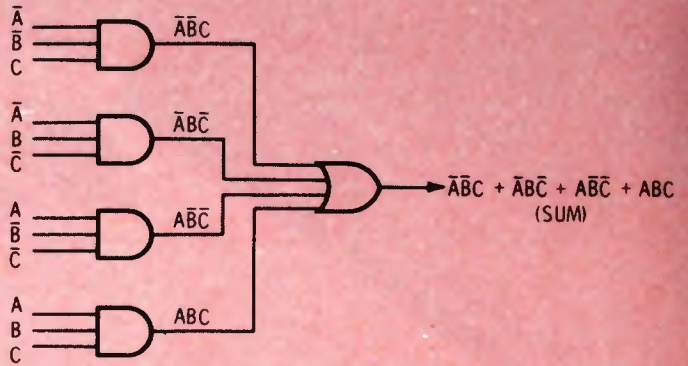 Ā
B̄
C
ĀB̄C
Ā
B
C̄
ĀBC̄
A
B̄
C̄
AB̄C̄
A
B
C
ABC
ĀB̄C + ĀBC̄ + AB̄C̄ + ABC
(SUM)